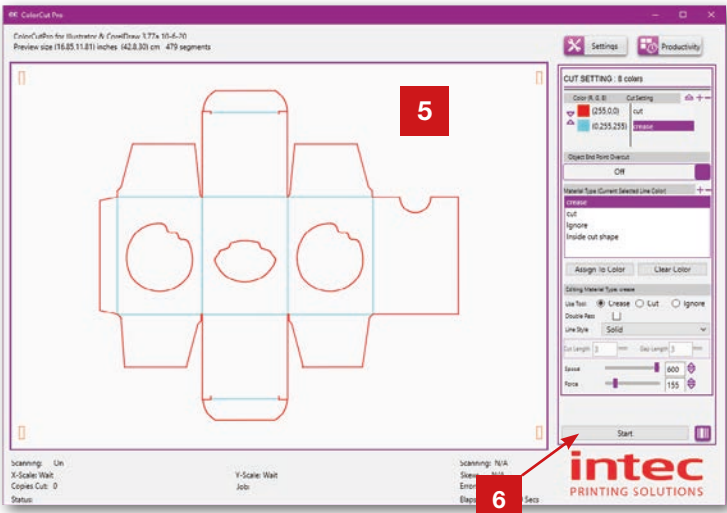 ColorCut Pro
ColorCutPro for Illustrator & CorelDraw 3.77a 10-6-20
Preview size (16.85,11.81) inches (42.8,30) cm 479 segments
Settings
Productivity
5
CUT SETTING : 8 colors
Color (R, G, B) Cut Setting
(255,0,0) cut
(0,255,255) crease
Object End Point Overcut
Off
Material Type (Current Selected Line Color)
crease
cut
Ignore
Inside cut shape
Assign To Color Clear Color
Editing Material Type: crease
Use Tool: Crease Cut Ignore
Double Pass
Line Style Solid
Cut Length 3 mm Gap Length 3 mm
600
Force 155
Start
Scanning: On
X-Scale: Wait
Copies Cut: 0
Status:
Y-Scale: Wait
Job:
Scanning: N/A
Skew N/A
Error
Elaps Secs
6
intec
PRINTING SOLUTIONS